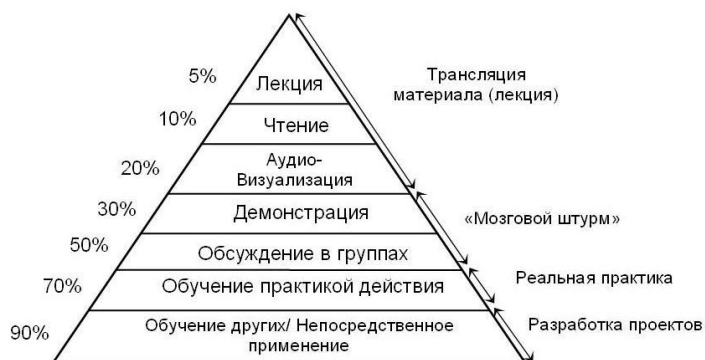 5%
Лекция
Трансляция
материала (лекция)
10%
Чтение
20%
Аудио-
Визуализация
30%
Демонстрация
«Мозговой штурм»
50%
Обсуждение в группах
70%
Обучение практикой действия
Реальная практика
90%
Обучение других/ Непосредственное
применение
Разработка проектов